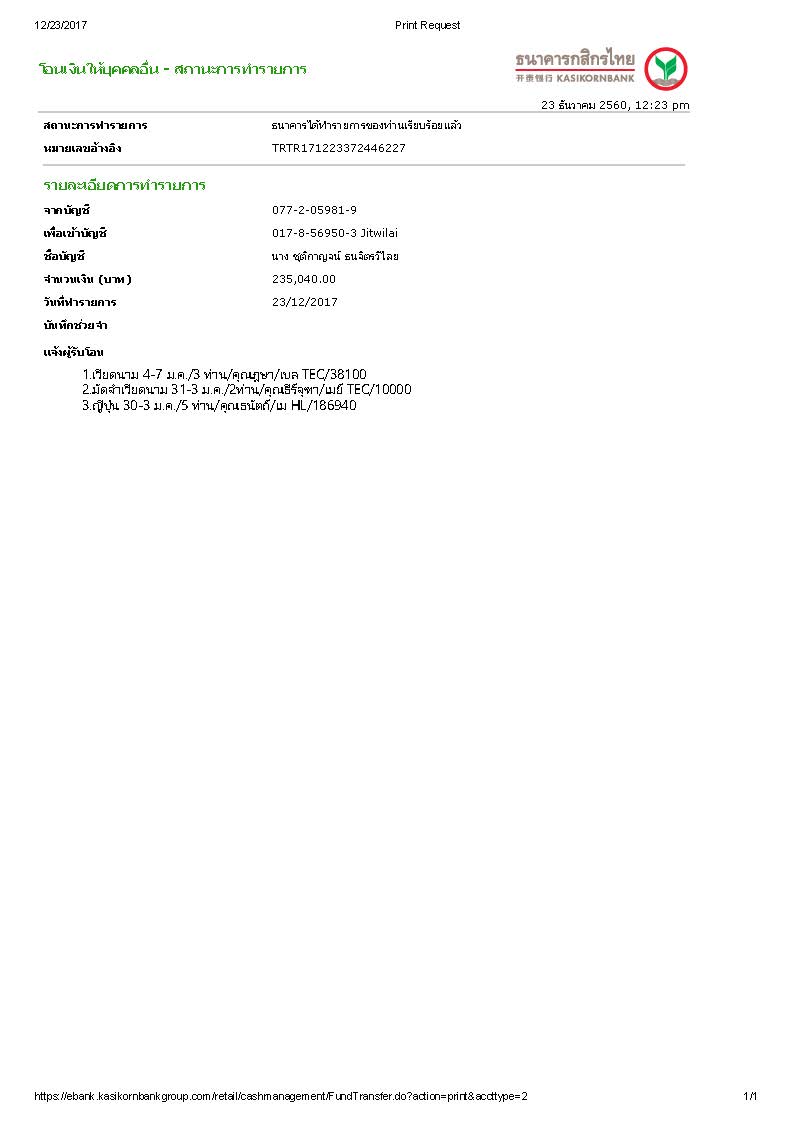 12/23/2017 Print Request
โอนเงินให้บุคคลอื่น - สถานะการทำรายการ
ธนาคารกสิกรไทย
开泰银行 KASIKORNBANK
23 ธันวาคม 2560, 12:23 pm
สถานะการทำรายการ ธนาคารได้ทำรายการของท่านเรียบร้อยแล้ว
หมายเลขอ้างอิง TRTR171223372446227
รายละเอียดการทำรายการ
จากบัญชี 077-2-05981-9
เพื่อเข้าบัญชี 017-8-56950-3 Jitwilai
ชื่อบัญชี นาง ชุติกาญจน์ ธนจิตรวิไลย
จำนวนเงิน (บาท) 235,040.00
วันที่ทำรายการ 23/12/2017
บันทึกช่วยจำ
แจ้งผู้รับโอน
1.เวียดนาม 4-7 ม.ค./3 ท่าน/คุณภูษา/เบล TEC/38100
2.มัดจำเวียดนาม 31-3 ม.ค./2ท่าน/คุณธีร์จุฑา/เมย์ TEC/10000
3.ญี่ปุ่น 30-3 ม.ค./5 ท่าน/คุณธนัตถ์/เม HL/186940
https://ebank.kasikornbankgroup.com/retail/cashmanagement/FundTransfer.do?action=print&accttype=2 1/1